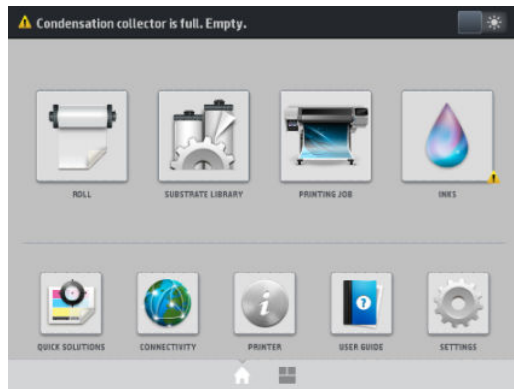 Condensation collector is full. Empty.
ROLL
SUBSTRATE LIBRARY
PRINTING JOB
INKS
QUICK SOLUTIONS
CONNECTIVITY
PRINTER
USER GUIDE
SETTINGS